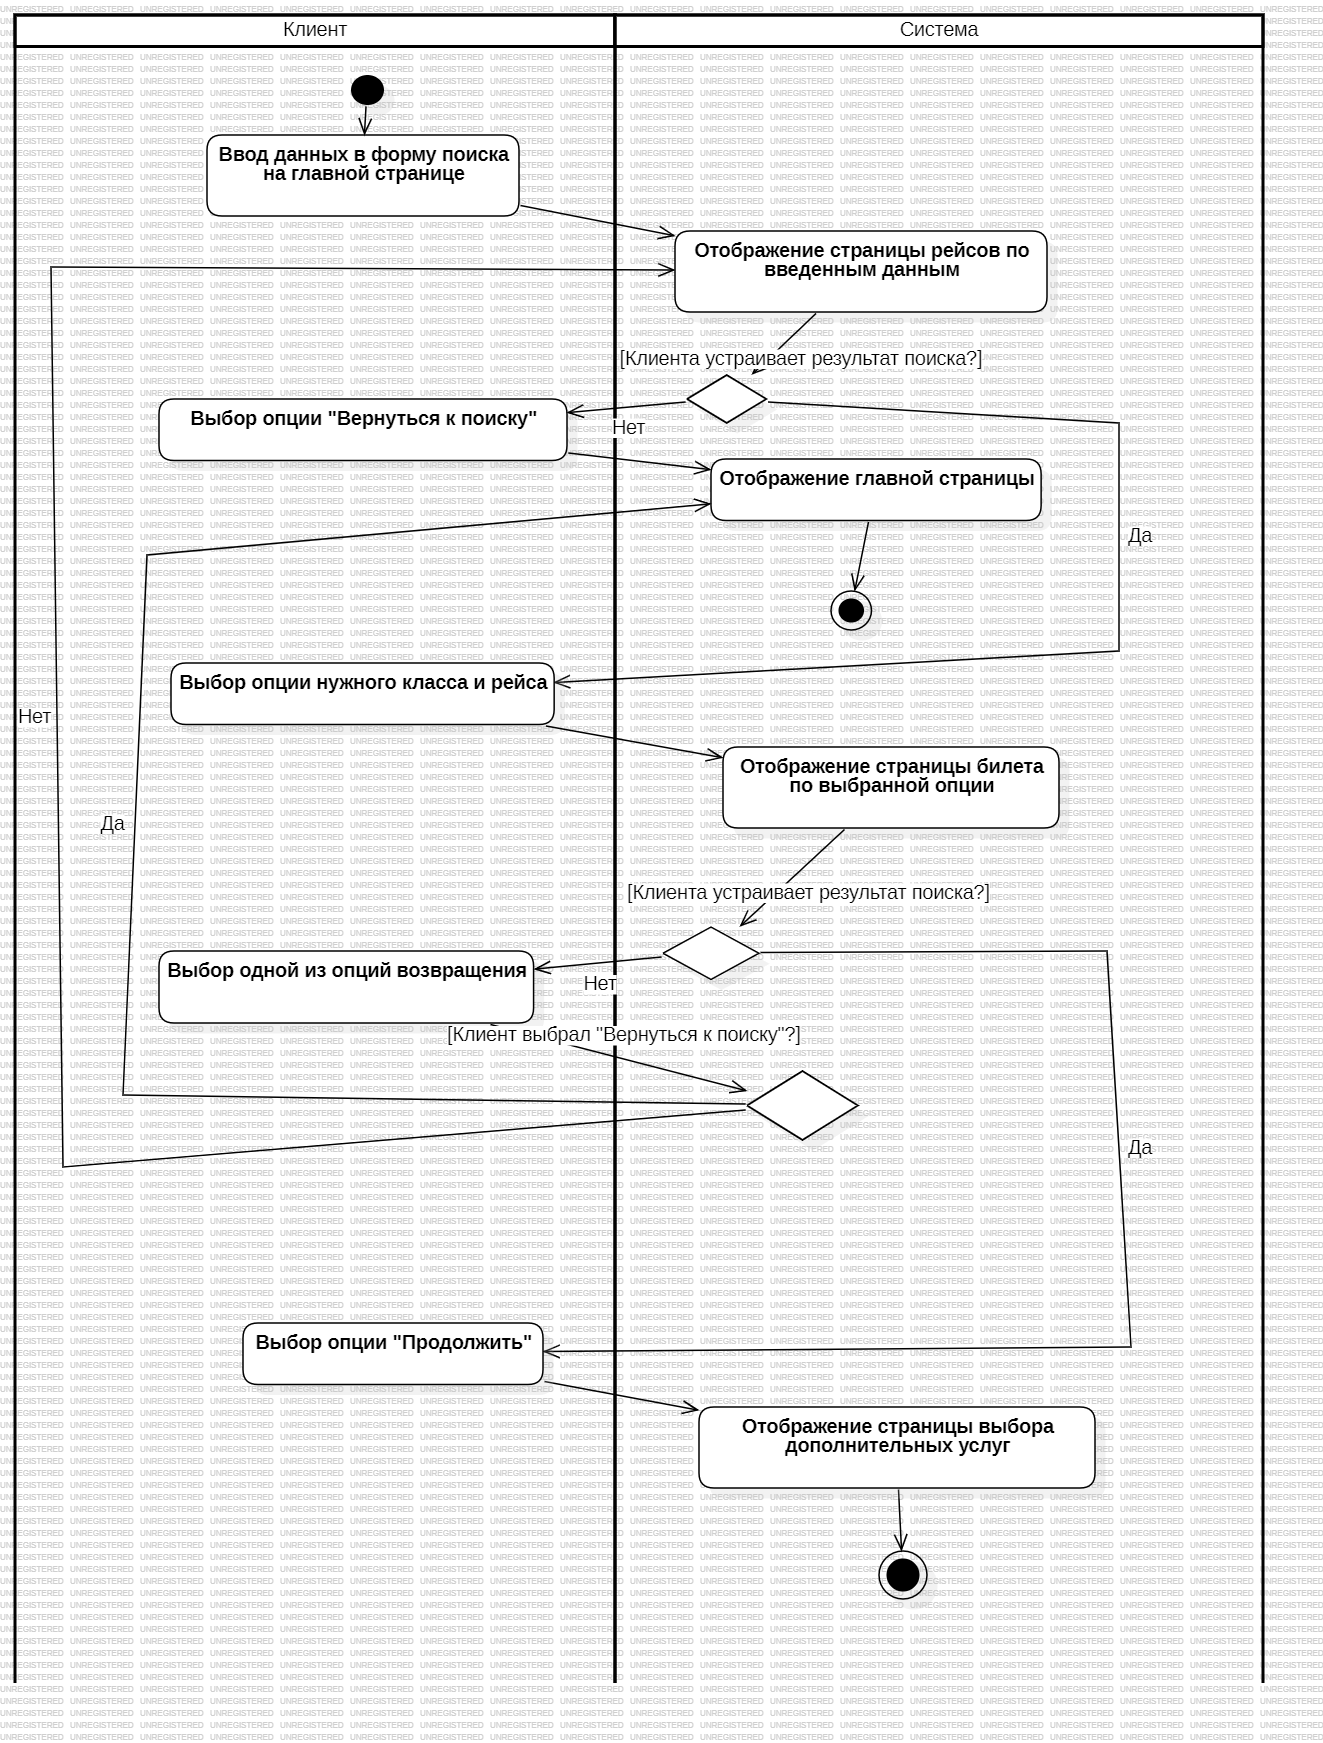 Клиент
Система
Ввод данных в форму поиска
на главной странице
Отображение страницы рейсов по
введенным данным
[Клиента устраивает результат поиска?]
Выбор опции "Вернуться к поиску"
Нет
Отображение главной страницы
Да
Выбор опции нужного класса и рейса
Нет
Отображение страницы билета
по выбранной опции
Да
[Клиента устраивает результат поиска?]
Выбор одной из опций возвращения
Нет
[Клиент выбрал "Вернуться к поиску"?]
Да
Выбор опции "Продолжить"
Отображение страницы выбора
дополнительных услуг
UNREGISTERED